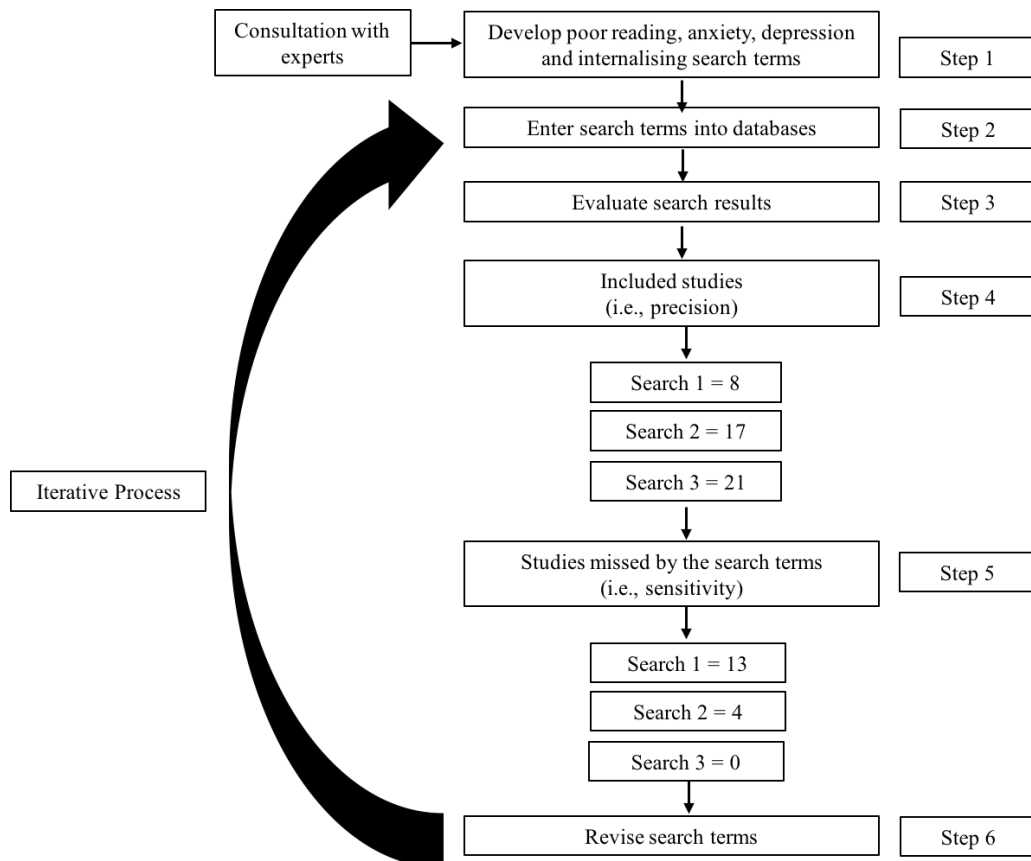 Consultation with
experts
Develop poor reading, anxiety, depression
and internalising search terms
Step 1
Enter search terms into databases
Step 2
Evaluate search results
Step 3
Included studies
(i.e., precision)
Step 4
Search 1 = 8
Search 2 = 17
Search 3 = 21
Iterative Process
Studies missed by the search terms
(i.e., sensitivity)
Step 5
Search 1 = 13
Search 2 = 4
Search 3 = 0
Revise search terms
Step 6